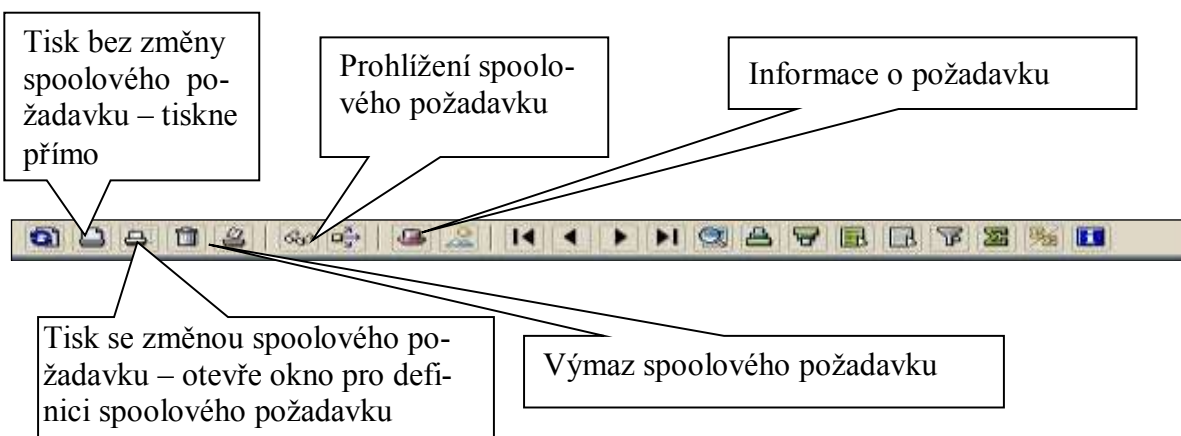 Tisk bez změny
spoolového po-
žadavku – tiskne
přímo
Prohlížení spoolo-
vého požadavku
Informace o požadavku
Tisk se změnou spoolového po-
žadavku – otevře okno pro defi-
nici spoolového požadavku
Výmaz spoolového požadavku